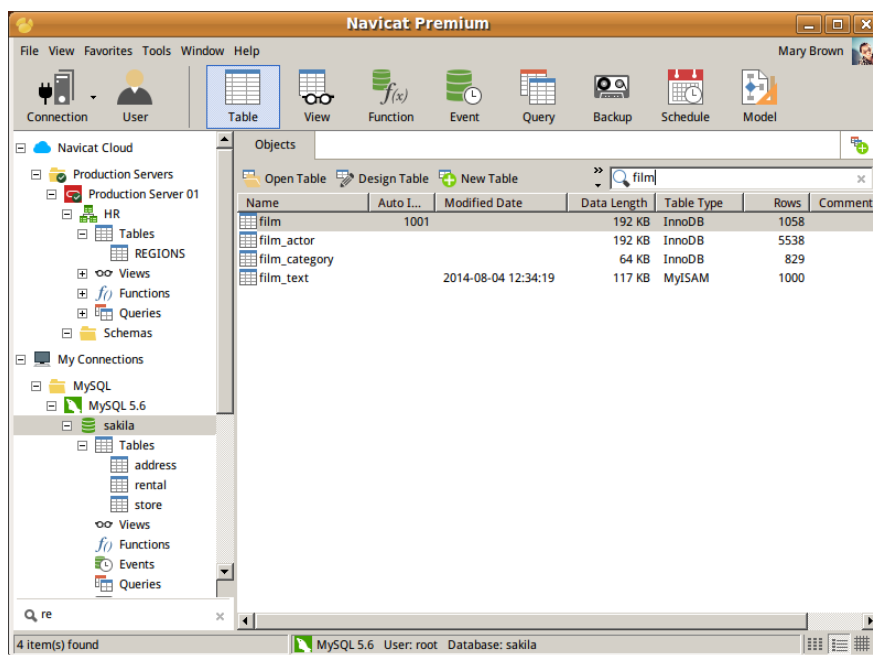 Navicat Premium
File View Favorites Tools Window Help Mary Brown
Connection User Table View Function Event Query Backup Schedule Model
Navicat Cloud
Production Servers
Production Server 01
HR
Tables
REGIONS
Views
Functions
Queries
Schemas
My Connections
MySQL
MySQL 5.6
sakila
Tables
address
rental
store
Views
Functions
Events
Queries
re
Objects
Open Table Design Table New Table » film
Name Auto I... Modified Date Data Length Table Type Rows Comment
film 1001 192 KB InnoDB 1058
film_actor 192 KB InnoDB 5538
film_category 64 KB InnoDB 829
film_text 2014-08-04 12:34:19 117 KB MyISAM 1000
4 item(s) found MySQL 5.6 User: root Database: sakila